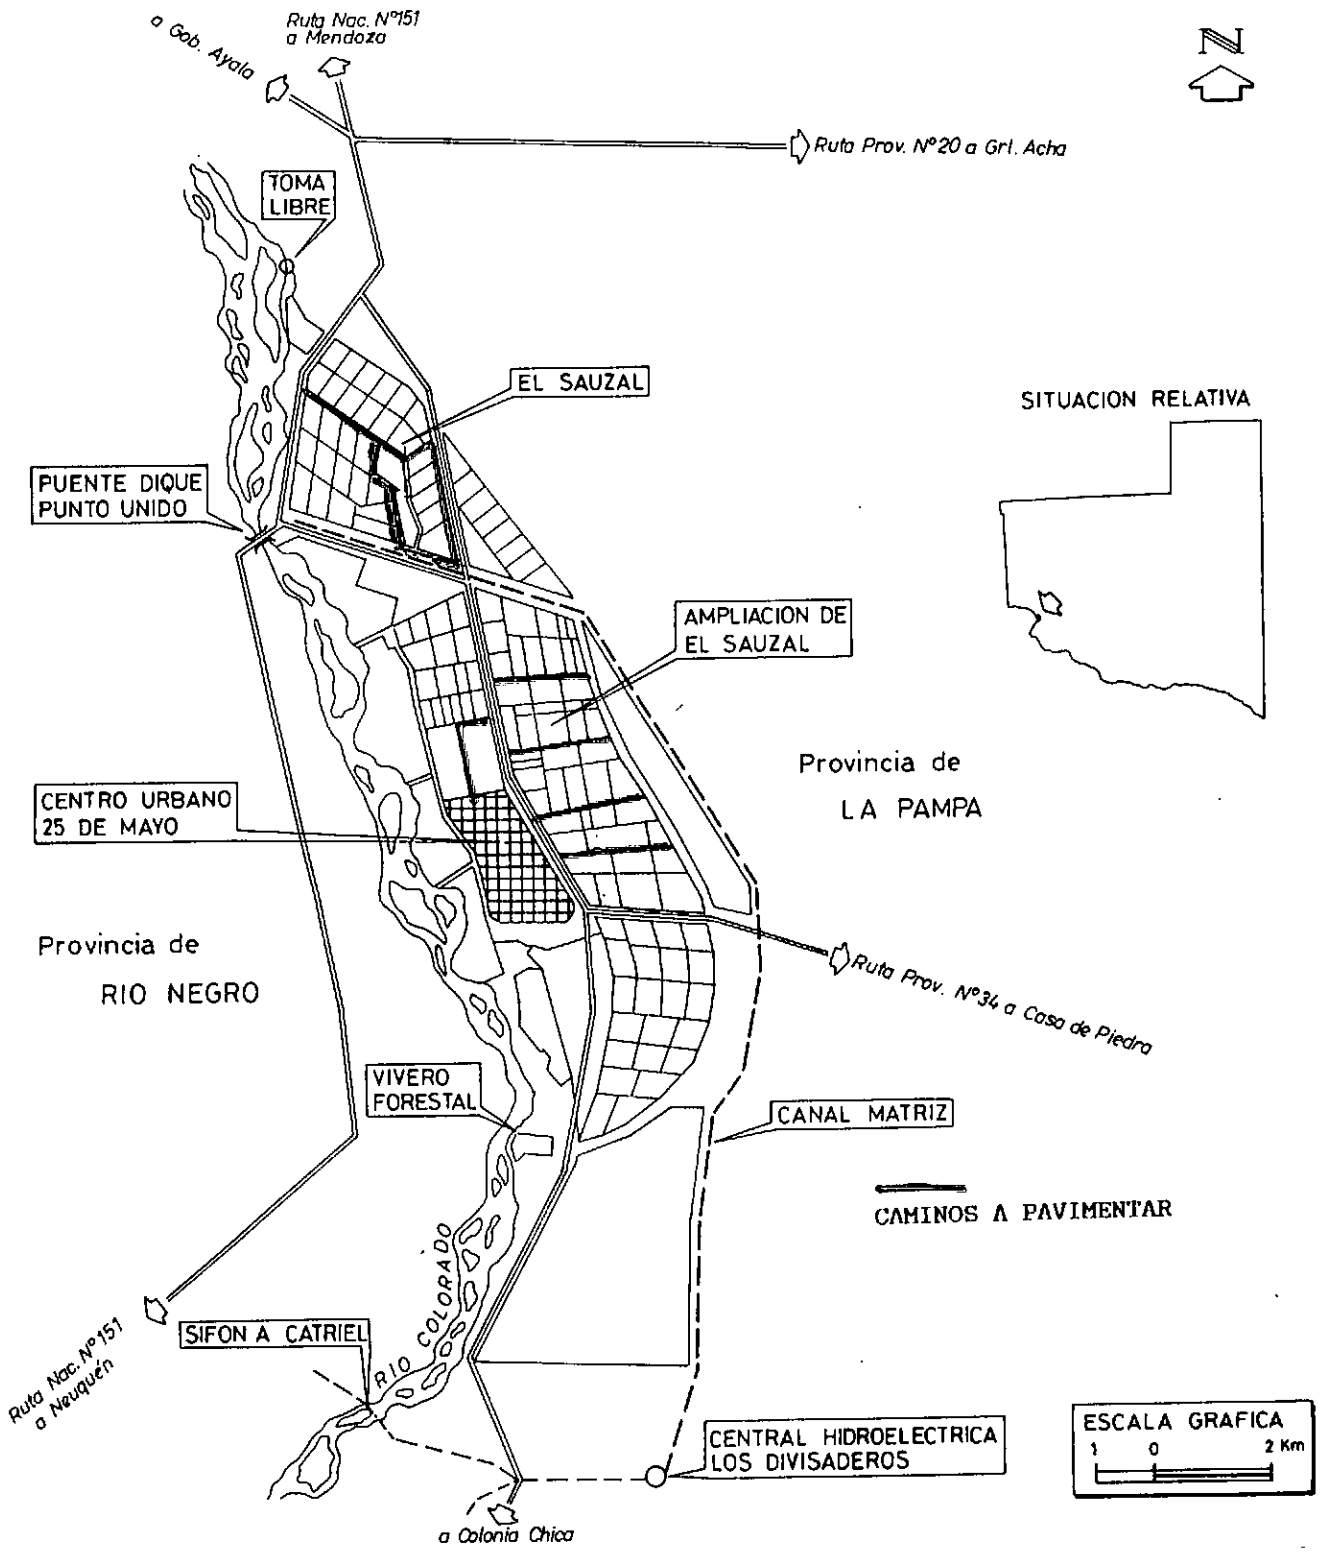 a Gob. Ayala
Ruta Nac. Nº151
a Mendoza
N
Ruta Prov. Nº20 a Grl. Acha
TOMA
LIBRE
EL SAUZAL
SITUACION RELATIVA
PUENTE DIQUE
PUNTO UNIDO
AMPLIACION DE
EL SAUZAL
Provincia de
LA PAMPA
CENTRO URBANO
25 DE MAYO
Provincia de
RIO NEGRO
Ruta Prov. Nº34 a Casa de Piedra
VIVERO
FORESTAL
CANAL MATRIZ
CAMINOS A PAVIMENTAR
RIO COLORADO
SIFON A CATRIEL
Ruta Nac. Nº151
a Neuquén
CENTRAL HIDROELECTRICA
LOS DIVISADEROS
ESCALA GRAFICA
1 0 2 Km
a Colonia Chica